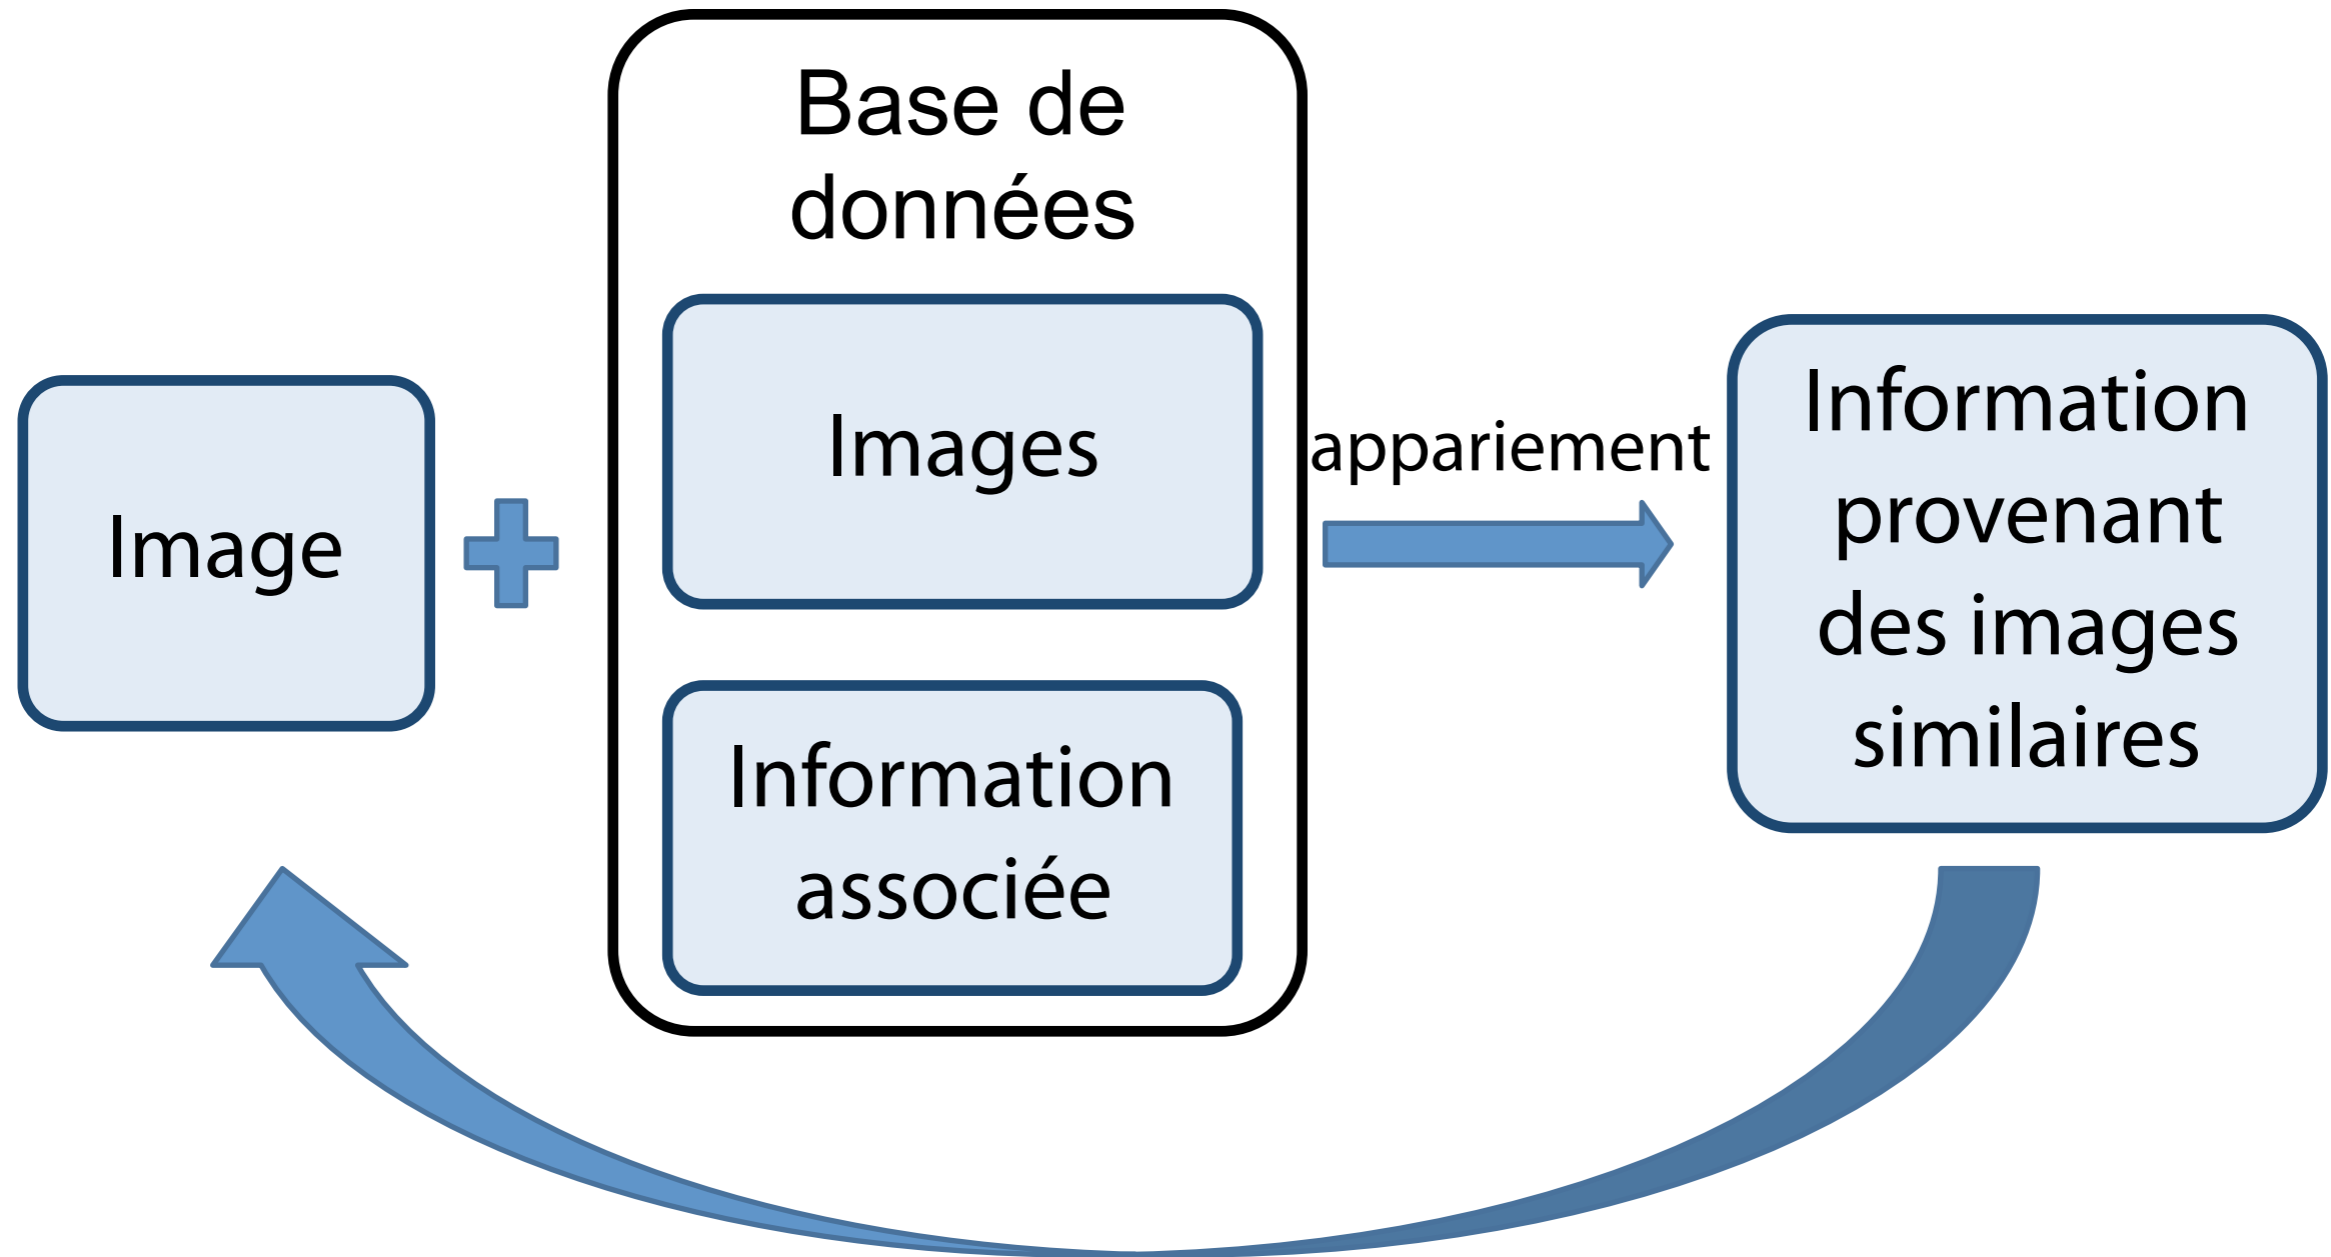 Base de
données
Image
Images
Information
associée
appariement
Information
provenant
des images
similaires